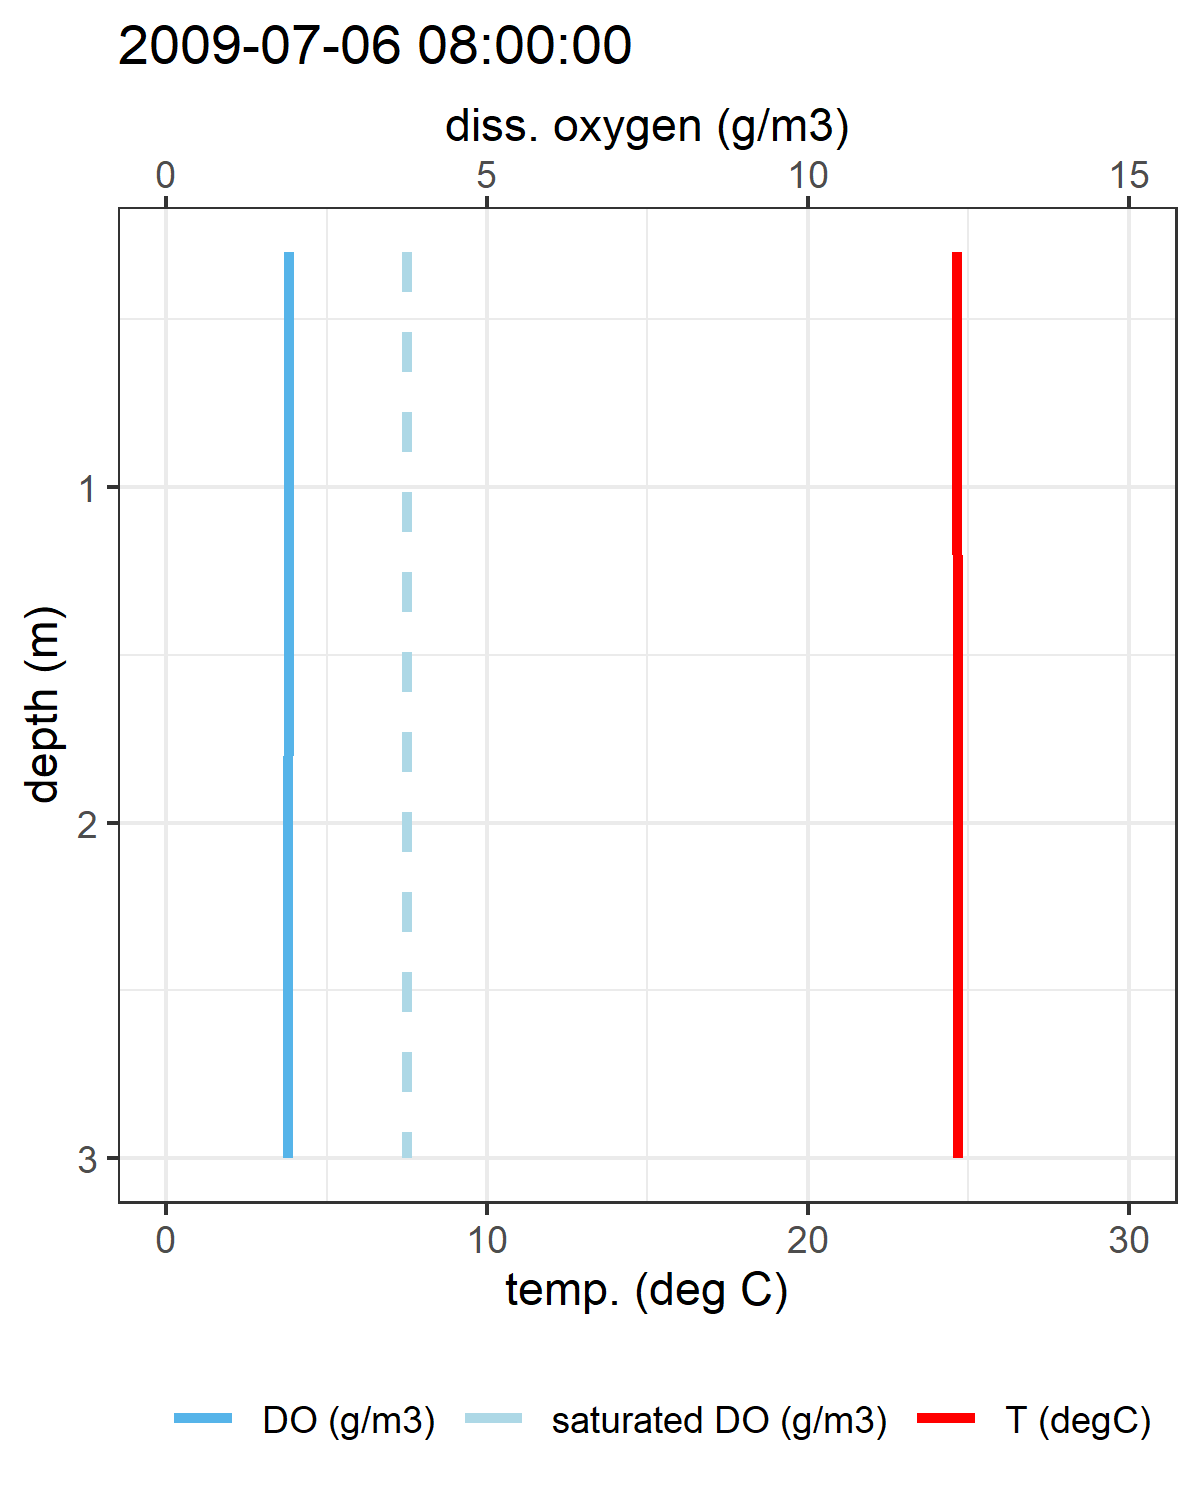 2009-07-06 08:00:00
diss. oxygen (g/m3)
0 5 10 15
depth (m)
1
2
3
0 10 20 30
temp. (deg C)
DO (g/m3) saturated DO (g/m3) T (degC)